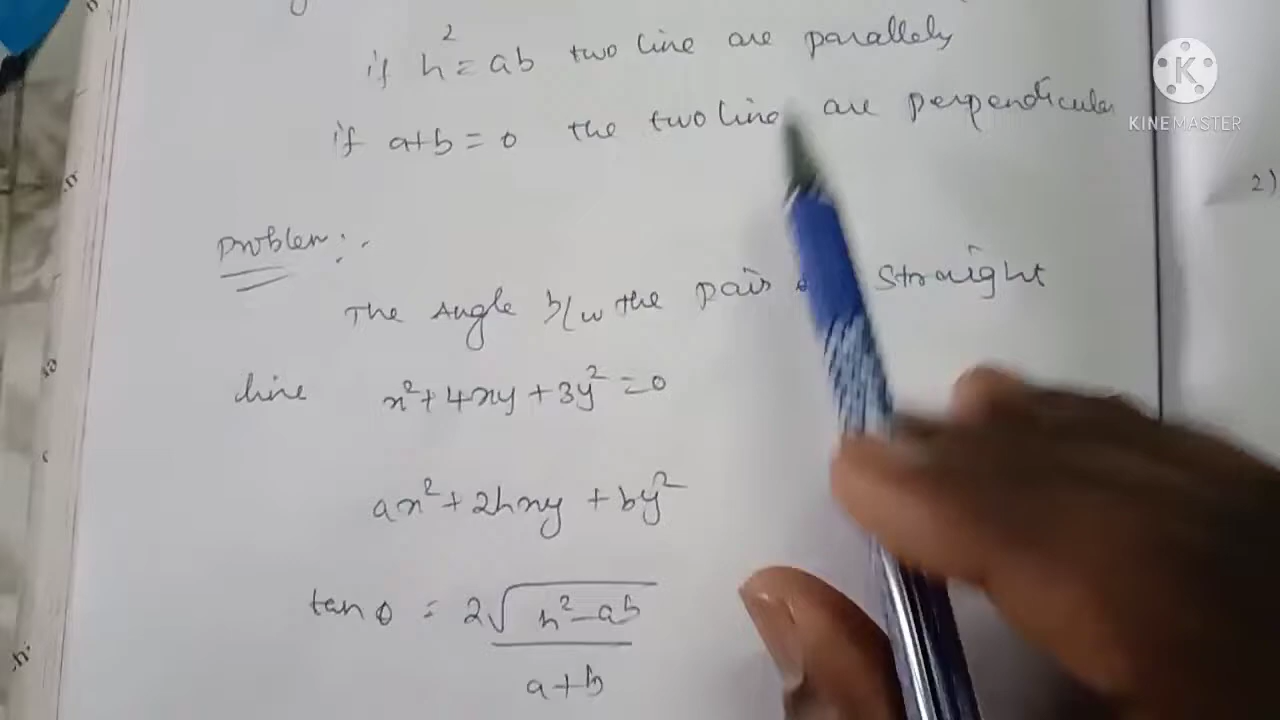 if h² = ab two line are parallely
if a+b = 0 the two line are perpendicular
KINEMASTER
2)
Problem :-
The Angle b/w the pair Straight
line x²+4xy+3y²=0
ax²+2hxy+by²
tan θ = 2√(h²-ab)
a+b